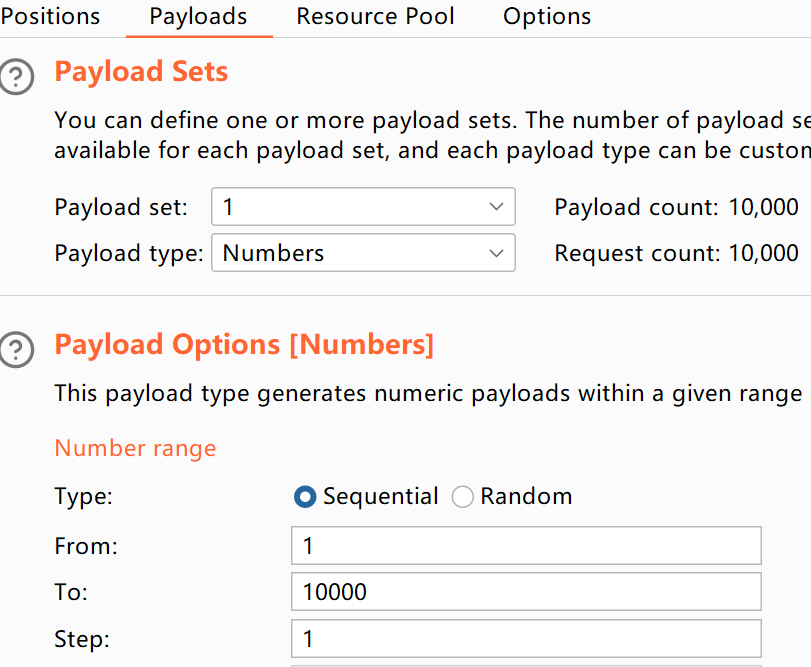 Positions Payloads Resource Pool Options
Payload Sets
You can define one or more payload sets. The number of payload se
available for each payload set, and each payload type can be custon
Payload set: 1 Payload count: 10,000
Payload type: Numbers Request count: 10,000
Payload Options [Numbers]
This payload type generates numeric payloads within a given range
Number range
Type: Sequential Random
From: 1
To: 10000
Step: 1